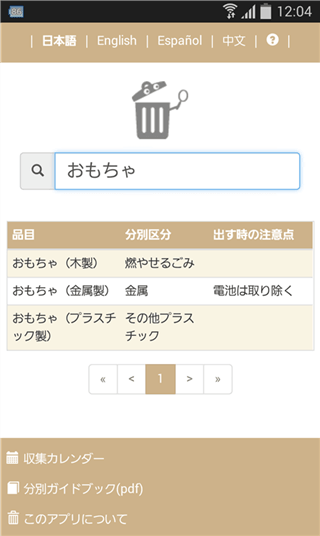 86 12:04
| 日本語 | English | Español | 中文 | ? |
おもちゃ
品目 分別区分 出す時の注意点
おもちゃ（木製） 燃やせるごみ
おもちゃ（金属製） 金属 電池は取り除く
おもちゃ（プラスチ その他プラス
ック製） チック
« < 1 > »
収集カレンダー
分別ガイドブック(pdf)
このアプリについて